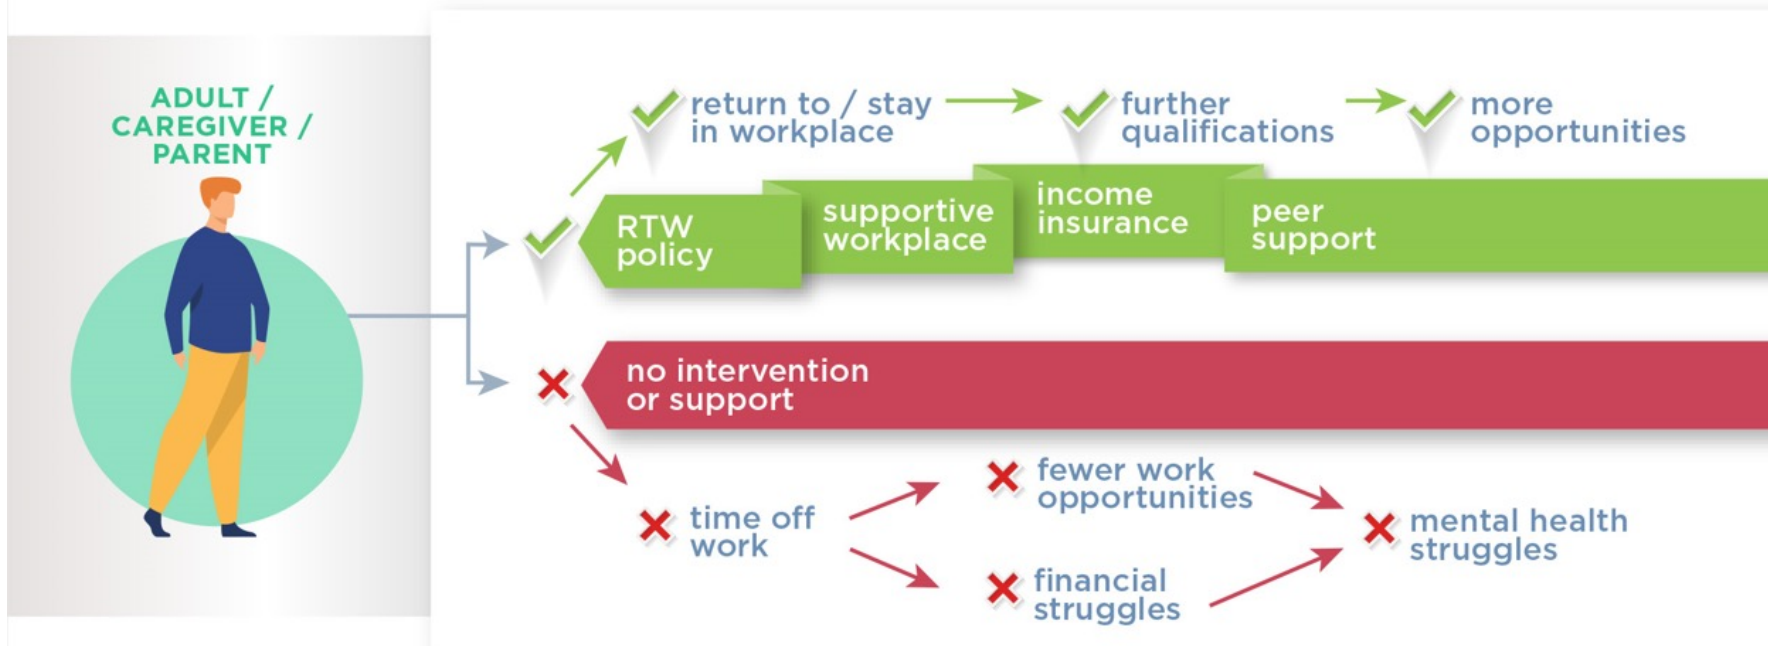 ADULT /
CAREGIVER /
PARENT
return to / stay
in workplace
further
qualifications
more
opportunities
RTW
policy
supportive
workplace
income
insurance
peer
support
no intervention
or support
time off
work
fewer work
opportunities
financial
struggles
mental health
struggles